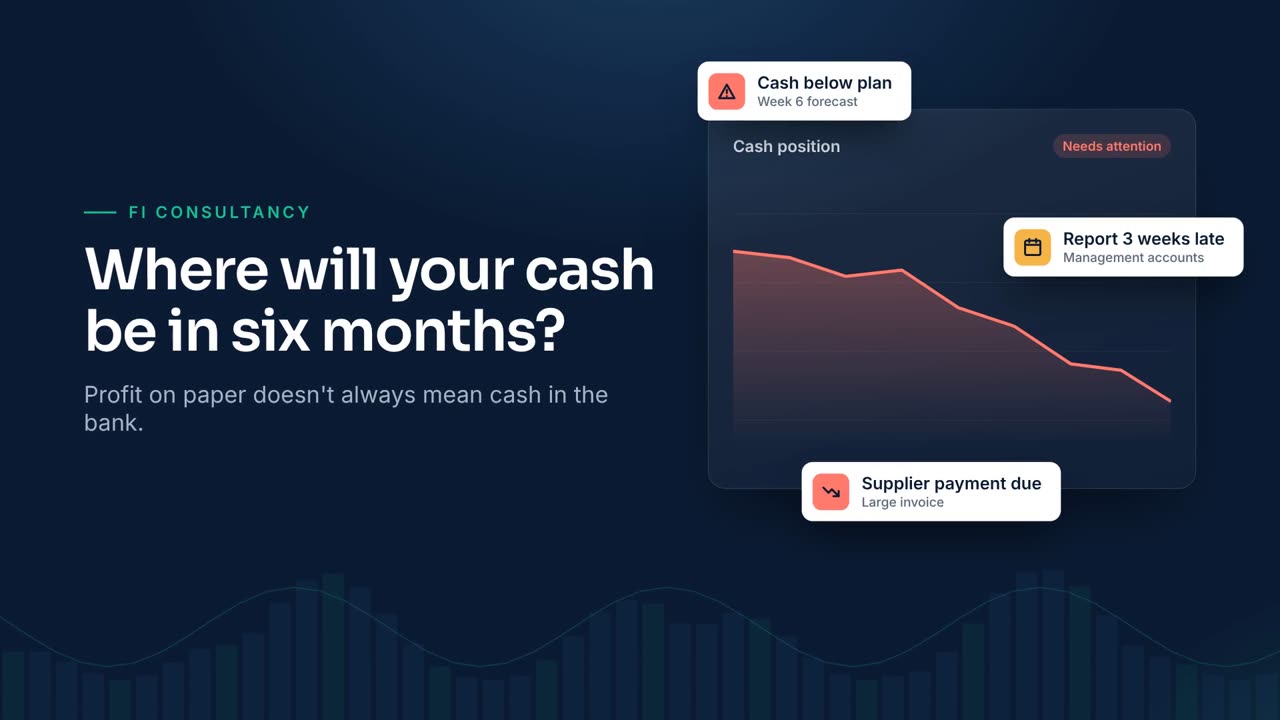 FI CONSULTANCY
Where will your cash
be in six months?
Profit on paper doesn't always mean cash in the
bank.
Cash below plan
Week 6 forecast
Cash position
Needs attention
Report 3 weeks late
Management accounts
Supplier payment due
Large invoice